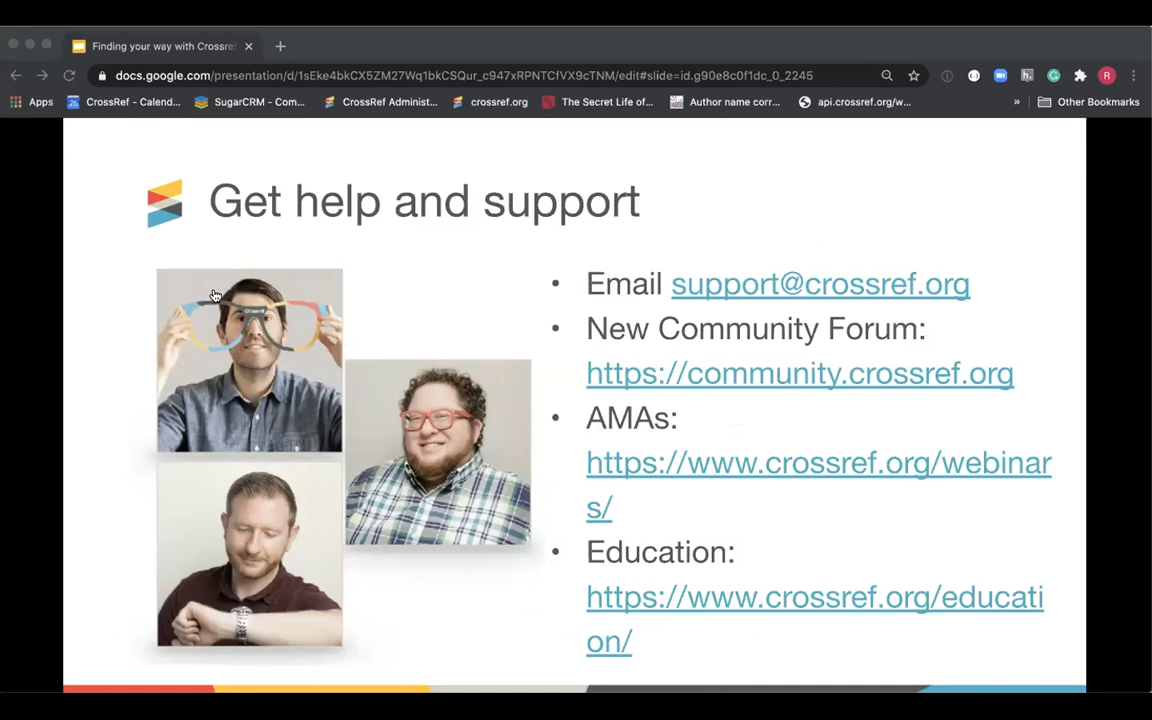 Finding your way with Crossref
docs.google.com/presentation/d/1sEke4bkCX5ZM27Wq1bkCSQur_c947xRPNTCfVX9cTNM/edit#slide=id.g90e8c0f1dc_0_2245
R
Apps
26
CrossRef - Calend...
SugarCRM - Com...
CrossRef Administ...
crossref.org
The Secret Life of...
Author name corr...
api.crossref.org/w...
»
Other Bookmarks
Get help and support
Crossref
• Email support@crossref.org
• New Community Forum:
https://community.crossref.org
• AMAs:
https://www.crossref.org/webinar
s/
• Education:
https://www.crossref.org/educati
on/